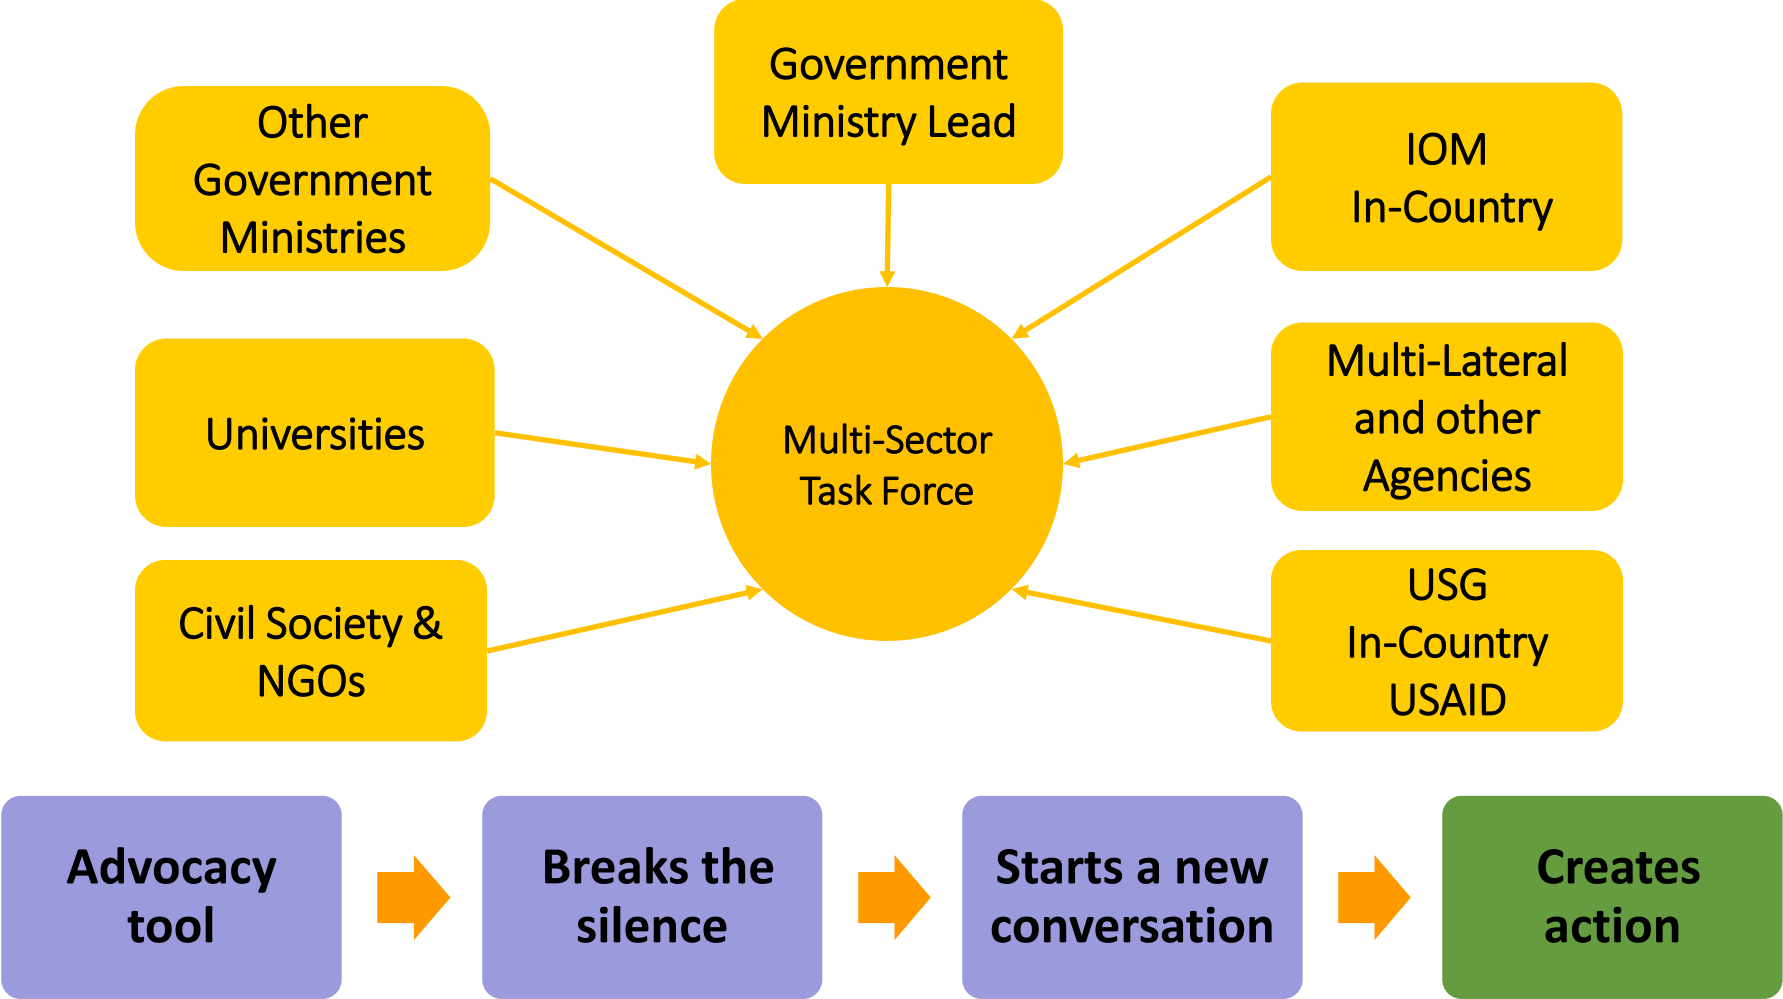 Government
Ministry Lead
Other
Government
Ministries
IOM
In-Country
Universities
Multi-Lateral
and other
Agencies
Multi-Sector
Task Force
Civil Society &
NGOs
USG
In-Country
USAID
Advocacy
tool
Breaks the
silence
Starts a new
conversation
Creates
action